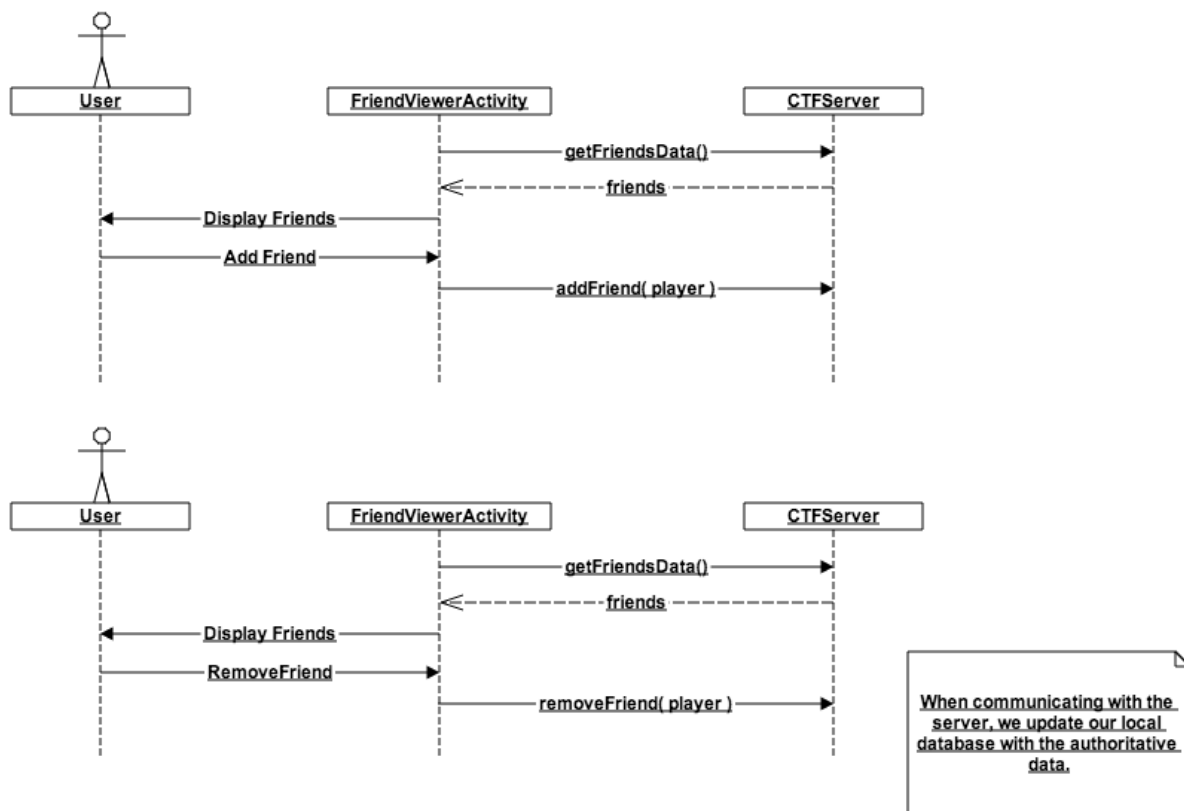 User
FriendViewerActivity
CTFServer
getFriendsData()
friends
Display Friends
Add Friend
addFriend( player )
User
FriendViewerActivity
CTFServer
getFriendsData()
friends
Display Friends
RemoveFriend
removeFriend( player )
When communicating with the
server, we update our local
database with the authoritative
data.